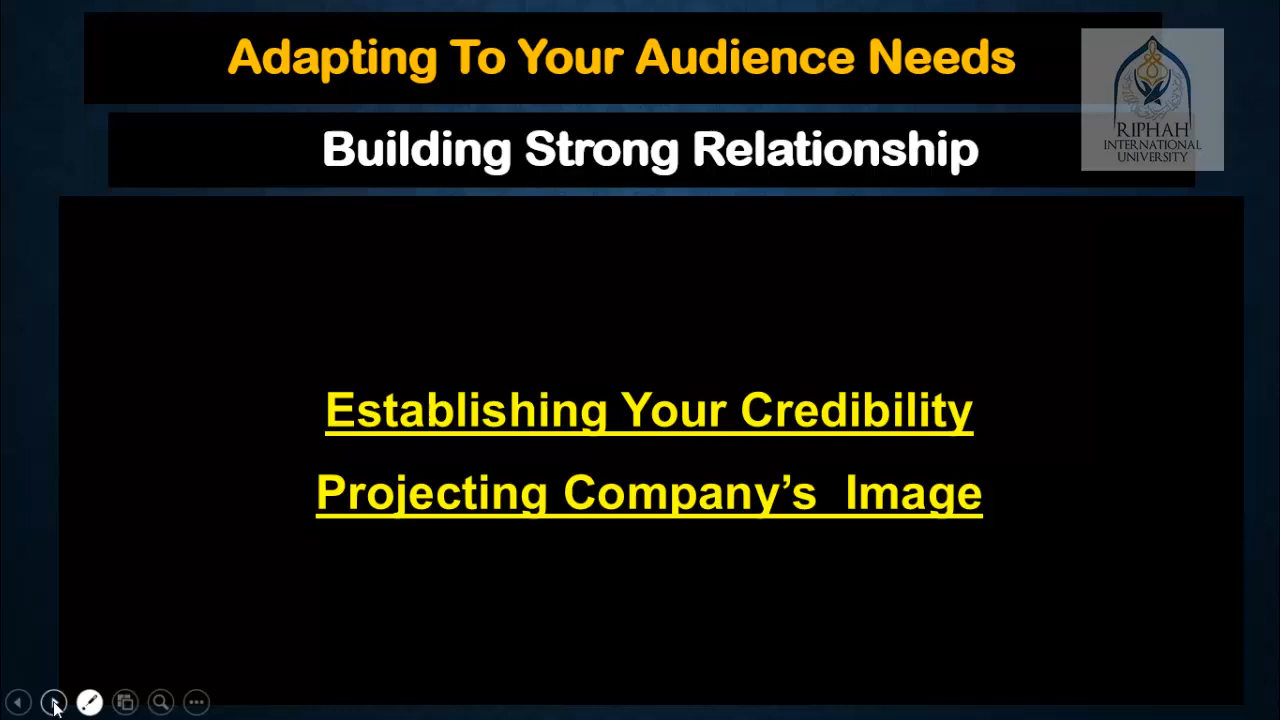 Adapting To Your Audience Needs
Building Strong Relationship
RIPHAH
INTERNATIONAL
UNIVERSITY
Establishing Your Credibility
Projecting Company’s  Image